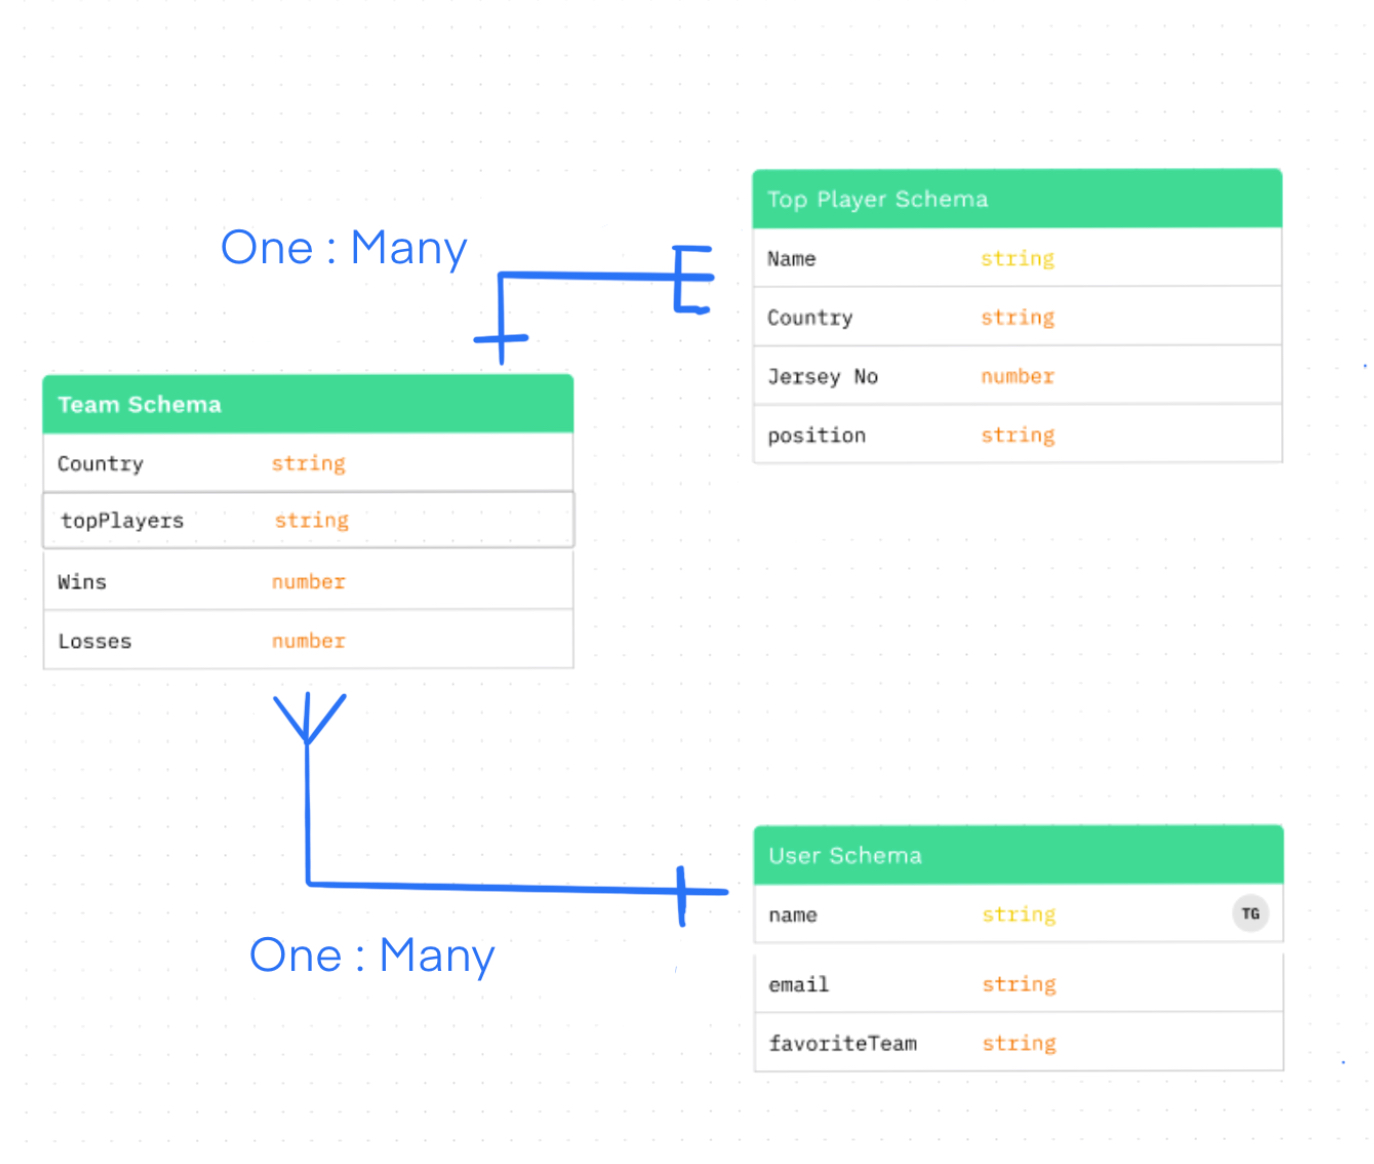 One : Many
Top Player Schema
Name string
Country string
Jersey No number
position string
Team Schema
Country string
topPlayers string
Wins number
Losses number
One : Many
User Schema
name string TG
email string
favoriteTeam string